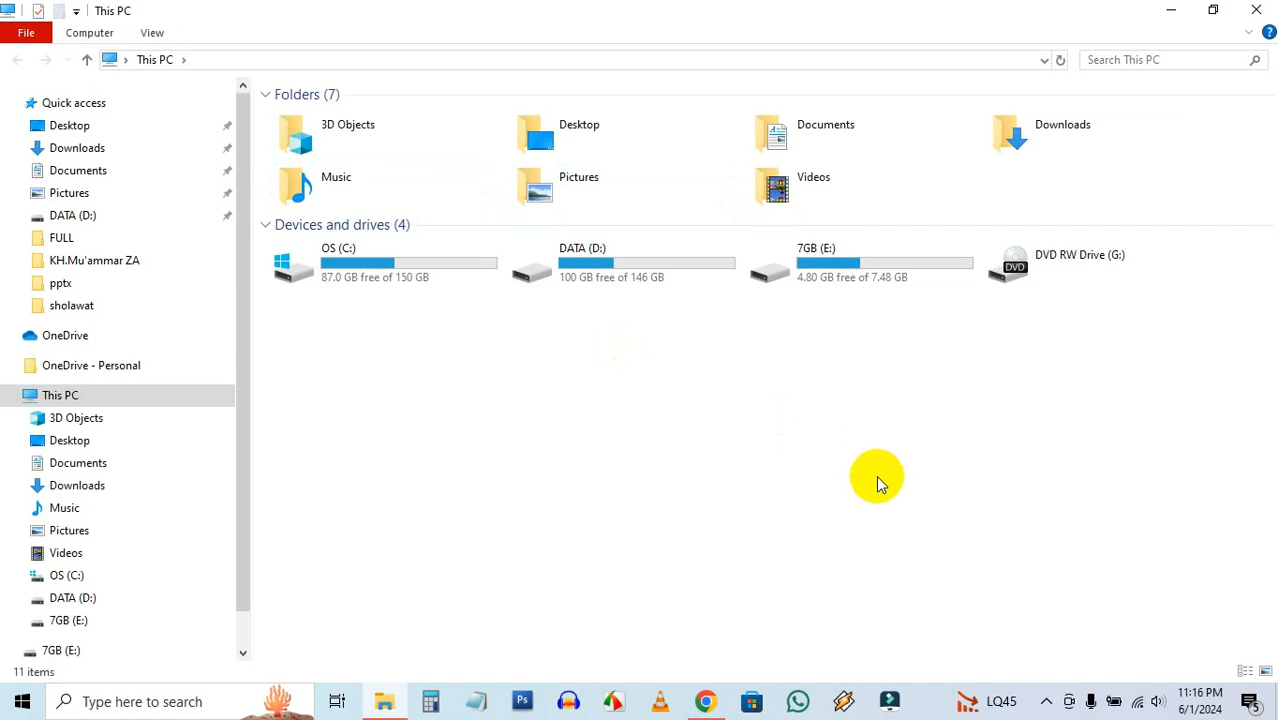 This PC
File
Computer
View
This PC
Search This PC
Quick access
Desktop
Downloads
Documents
Pictures
DATA (D:)
FULL
KH.Mu'ammar ZA
pptx
sholawat
OneDrive
OneDrive - Personal
This PC
3D Objects
Desktop
Documents
Downloads
Music
Pictures
Videos
OS (C:)
DATA (D:)
7GB (E:)
7GB (E:)
Folders (7)
3D Objects
Desktop
Documents
Downloads
Music
Pictures
Videos
Devices and drives (4)
OS (C:)
87.0 GB free of 150 GB
DATA (D:)
100 GB free of 146 GB
7GB (E:)
4.80 GB free of 7.48 GB
DVD RW Drive (G:)
DVD
11 items
Type here to search
Ps
LQ45
11:16 PM
6/1/2024
5